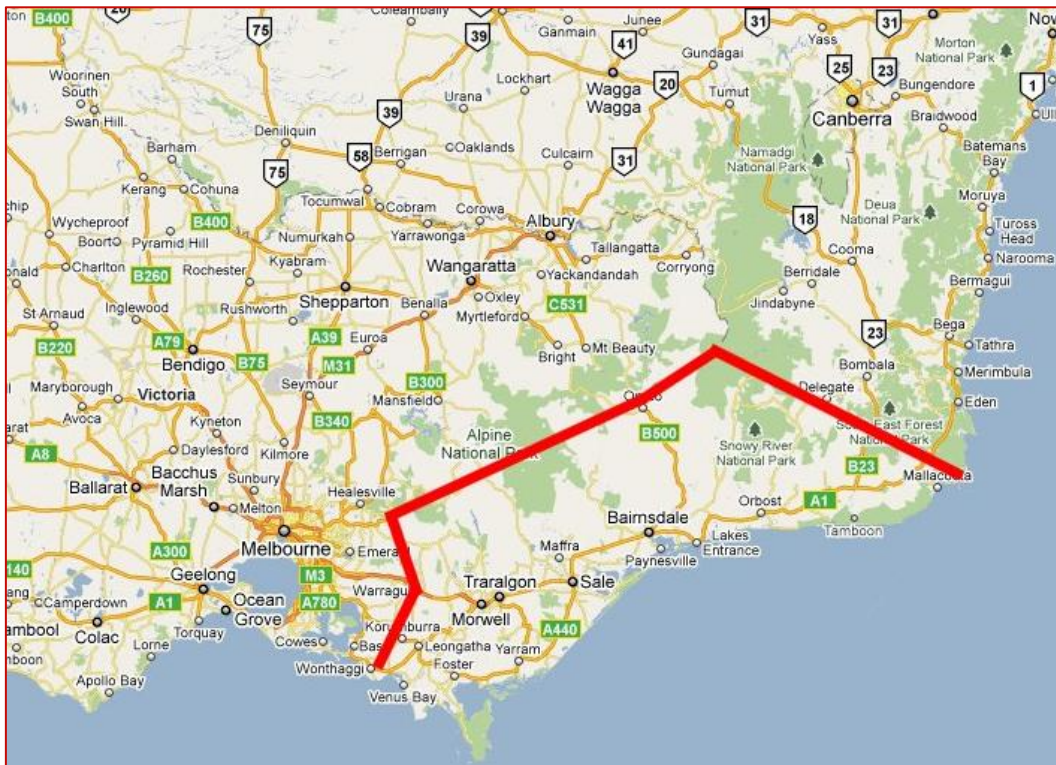 B400
Coleambally
Junee
Ganmain
31
31
75
39
41
Gundagai
Yass
Morton
National Park
Now
Woorinen
South
Lockhart
Wagga
Wagga
20
25
23
Bungendore
1
Swan Hill
39
Urana
Tumut
Canberra
Braidwood
Deniliquin
58
Berrigan
Oaklands
Culcairn
31
Namadgi
National Park
Batemans
Bay
Barham
75
Kerang
Cohuna
Tocumwal
Cobram
Corowa
Albury
Deua
National Park
Moruya
Wycheproof
B400
Yarrawonga
18
Tuross
Head
Boort
Pyramid Hill
Numurkah
Tallangatta
Cooma
Narooma
Charlton
B260
Rochester
Kyabram
Wangaratta
Yackandandah
Corryong
Berridale
Bermagui
Shepparton
Oxley
C531
Jindabyne
St Arnaud
Inglewood
Rushworth
Benalla
Myrtleford
A79
A39
Euroa
23
Bega
B220
Bendigo
B75
M31
Bright
Mt Beauty
Tathra
Maryborough
Victoria
Seymour
B300
Bombala
Merimbula
Avoca
B340
Mansfield
Delegate
Eden
Kyneton
Alpine
National Park
B500
Snowy River
National Park
East Forest
National Park
A8
Daylesford
Kilmore
B23
Bacchus
Marsh
Sunbury
Healesville
Mallacoota
Ballarat
Melton
Orbost
A1
Bairnsdale
Melbourne
Emerald
Maffra
Lakes
Entrance
Tamboon
A300
Paynesville
140
Geelong
M3
Warragul
Traralgon
Sale
Camperdown
A1
Ocean
Grove
A780
Morwell
Colac
Torquay
Cowes
Korumburra
A440
Lorne
Bass
Leongatha
Yarram
Wonthaggi
Foster
Apollo Bay
Venus Bay